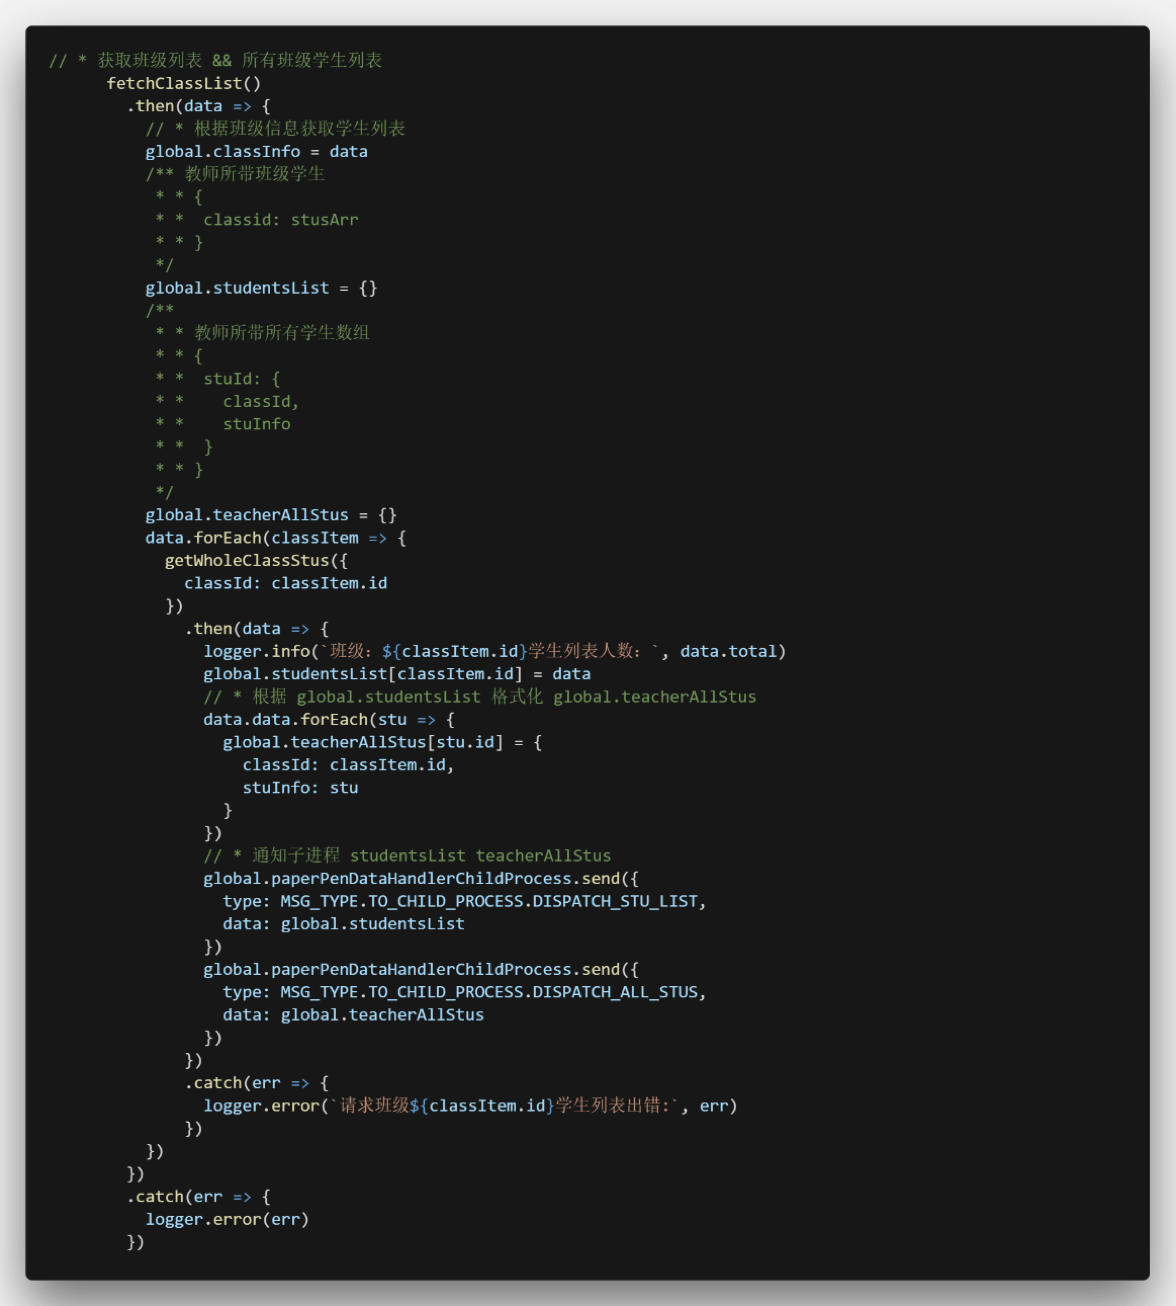 // * 获取班级列表 && 所有班级学生列表
      fetchClassList()
        .then(data => {
          // * 根据班级信息获取学生列表
          global.classInfo = data
          /** 教师所带班级学生
           * * {
           * *  classid: stusArr
           * * }
           */
          global.studentsList = {}
          /**
           * * 教师所带所有学生数组
           * * {
           * *  stuId: {
           * *    classId,
           * *    stuInfo
           * *  }
           * * }
           */
          global.teacherAllStus = {}
          data.forEach(classItem => {
            getWholeClassStus({
              classId: classItem.id
            })
              .then(data => {
                logger.info(`班级：${classItem.id}学生列表人数：`, data.total)
                global.studentsList[classItem.id] = data
                // * 根据 global.studentsList 格式化 global.teacherAllStus
                data.data.forEach(stu => {
                  global.teacherAllStus[stu.id] = {
                    classId: classItem.id,
                    stuInfo: stu
                  }
                })
                // * 通知子进程 studentsList teacherAllStus
                global.paperPenDataHandlerChildProcess.send({
                  type: MSG_TYPE.TO_CHILD_PROCESS.DISPATCH_STU_LIST,
                  data: global.studentsList
                })
                global.paperPenDataHandlerChildProcess.send({
                  type: MSG_TYPE.TO_CHILD_PROCESS.DISPATCH_ALL_STUS,
                  data: global.teacherAllStus
                })
              })
              .catch(err => {
                logger.error(`请求班级${classItem.id}学生列表出错:`, err)
              })
          })
        })
        .catch(err => {
          logger.error(err)
        })